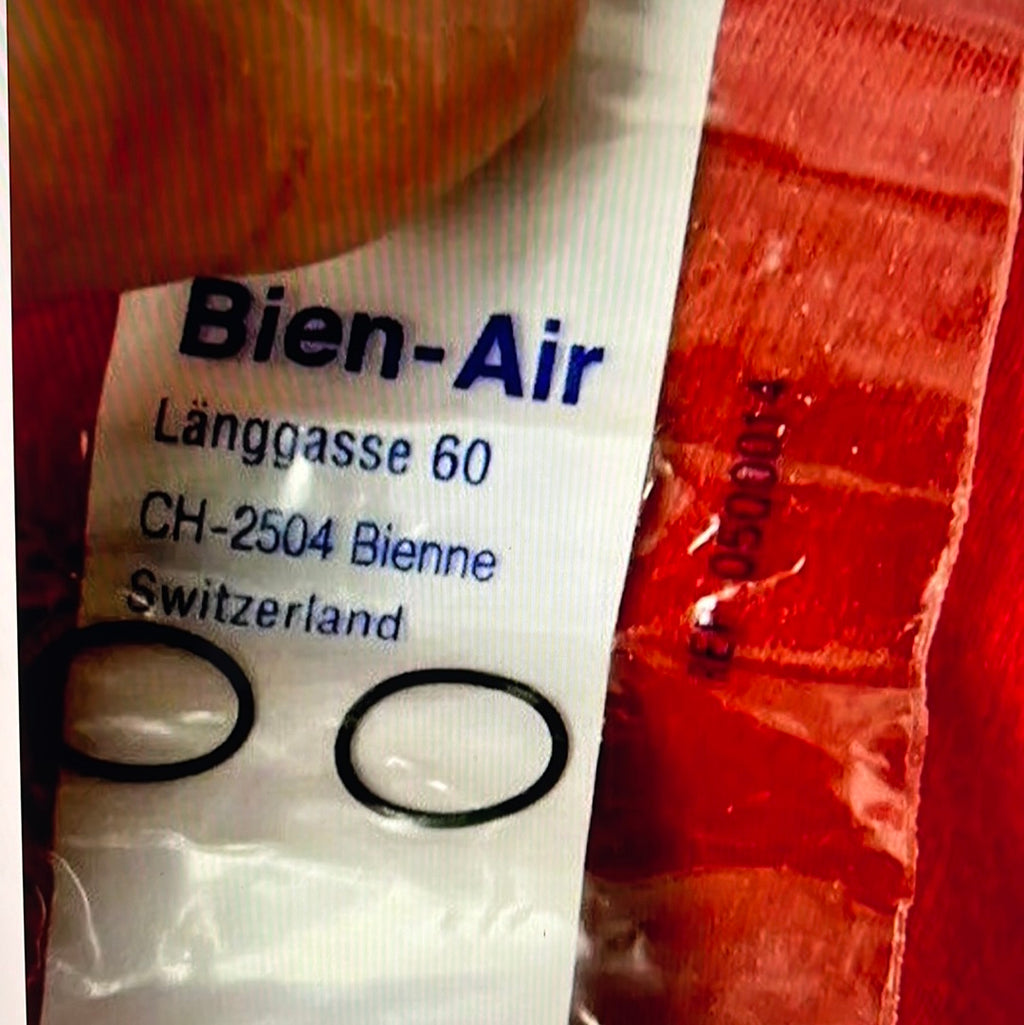 Bien-Air
Länggasse 60
CH-2504 Bienne
Switzerland